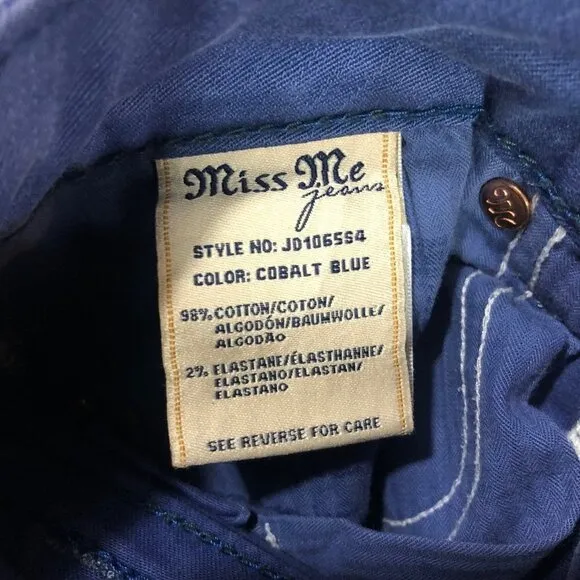 Miss Me
jeans
STYLE NO: JD1065S4
COLOR: COBALT BLUE
98% COTTON/COTON/
ALGODÓN/BAUMWOLLE/
ALGODÃO
2% ELASTANE/ÉLASTHANNE/
ELASTANO/ELASTAN/
ELASTANO
SEE REVERSE FOR CARE